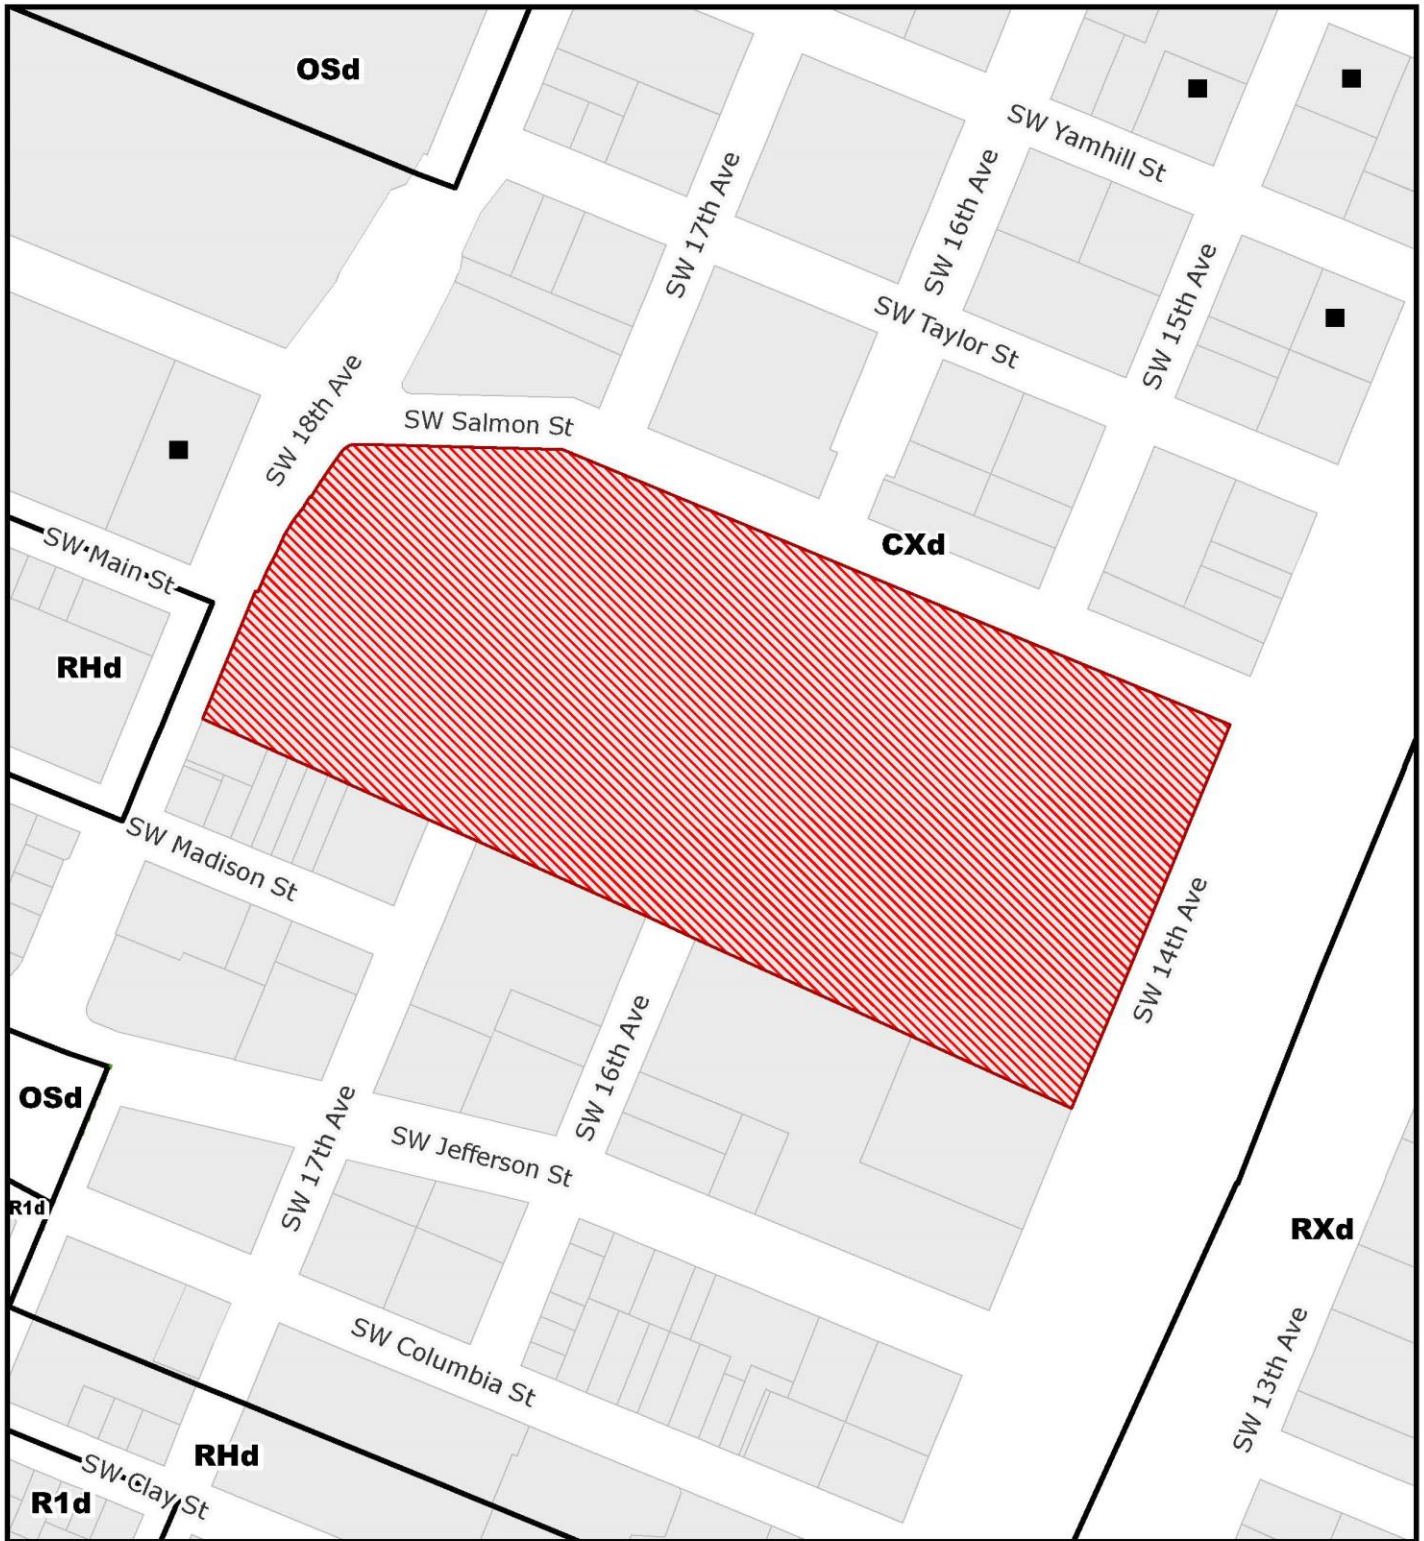 OSd
SW Yamhill St
SW 17th Ave
SW 16th Ave
SW 15th Ave
SW Taylor St
SW 18th Ave
SW Salmon St
CXd
SW Main St
RHd
SW Madison St
SW 14th Ave
SW 16th Ave
OSd
SW 17th Ave
SW Jefferson St
R1d
RXd
SW Columbia St
SW 13th Ave
RHd
SW Clay St
R1d